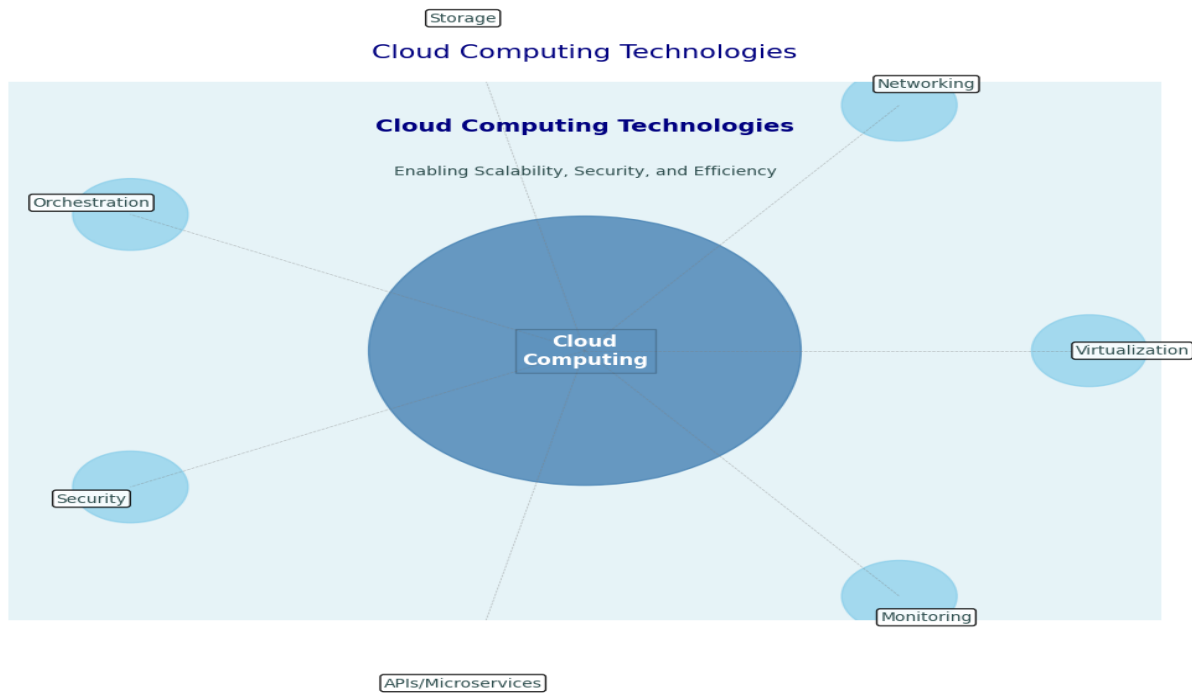 Storage
Cloud Computing Technologies
Networking
Cloud Computing Technologies
Enabling Scalability, Security, and Efficiency
Orchestration
Cloud
Computing
Virtualization
Security
Monitoring
APIs/Microservices